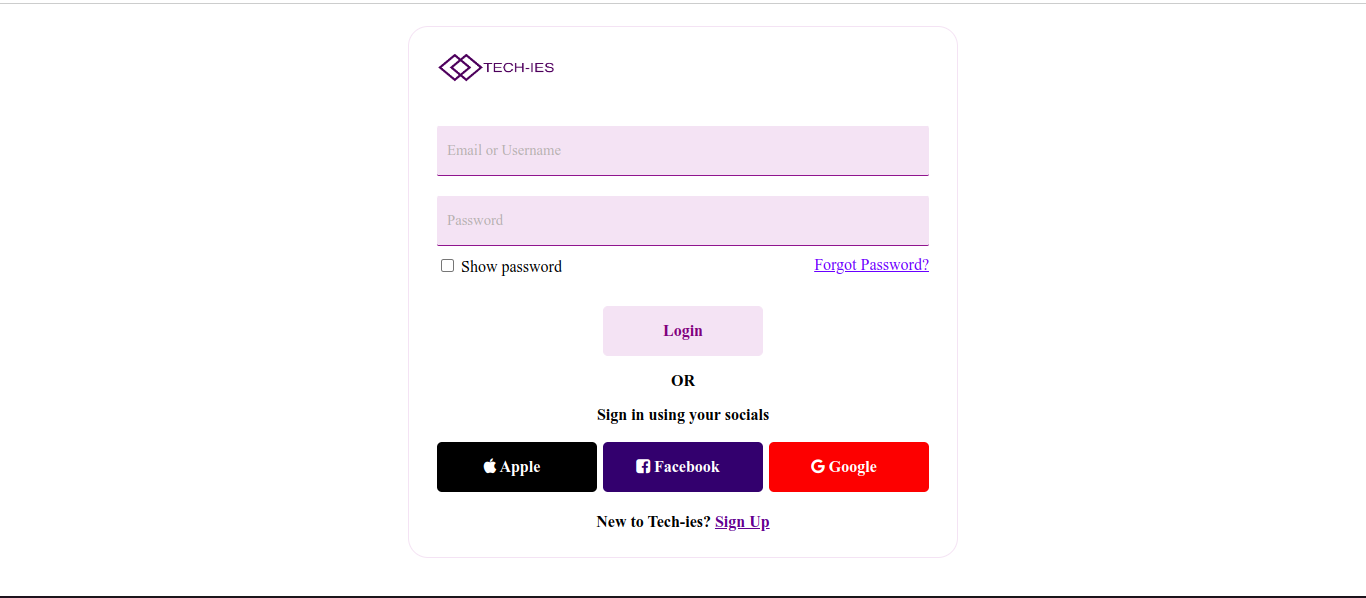 TECH-IES
Email or Username
Password
Show password
Forgot Password?
Login
OR
Sign in using your socials
Apple
Facebook
Google
New to Tech-ies? Sign Up